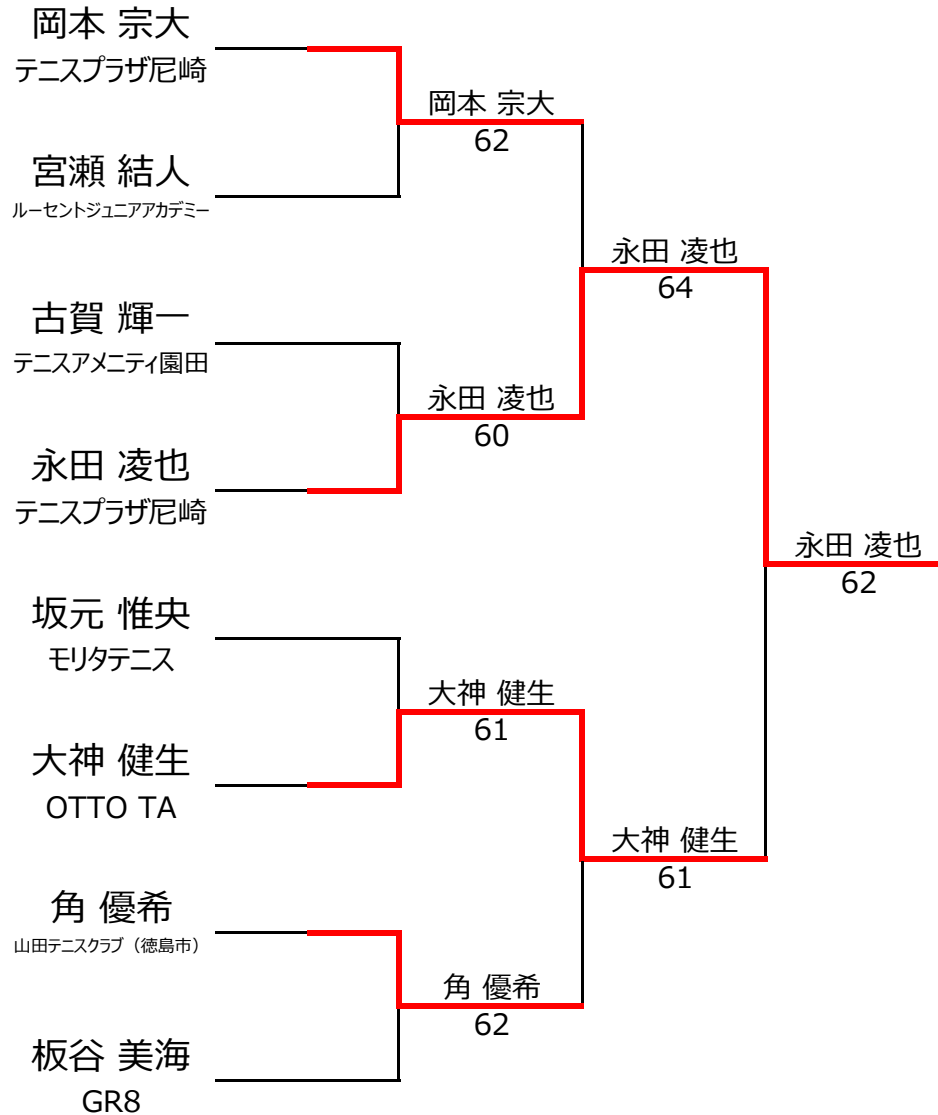 岡本 宗大
テニスプラザ尼崎
岡本 宗大
62
宮瀬 結人
ルーセントジュニアアカデミー
永田 凌也
64
古賀 輝一
テニスアメニティ園田
永田 凌也
60
永田 凌也
テニスプラザ尼崎
永田 凌也
62
坂元 惟央
モリタテニス
大神 健生
61
大神 健生
OTTO TA
大神 健生
61
角 優希
山田テニスクラブ（徳島市）
角 優希
62
板谷 美海
GR8